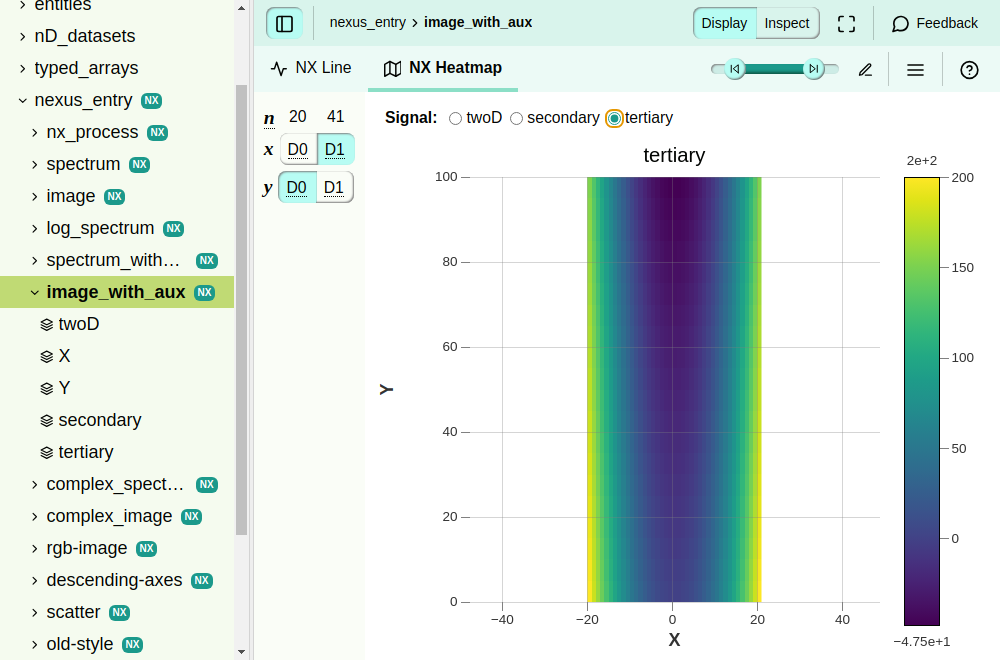 entities
nD_datasets
typed_arrays
nexus_entry NX
nx_process NX
spectrum NX
image NX
log_spectrum NX
spectrum_with… NX
image_with_aux NX
twoD
X
Y
secondary
tertiary
complex_spect… NX
complex_image NX
rgb-image NX
descending-axes NX
scatter NX
old-style NX
nexus_entry › image_with_aux
Display Inspect
Feedback
NX Line
NX Heatmap
n 20 41
x D0 D1
y D0 D1
Signal: twoD secondary tertiary
tertiary
100
80
60
40
20
0
Y
−40 −20 0 20 40
X
2e+2
200
150
100
50
0
−4.75e+1